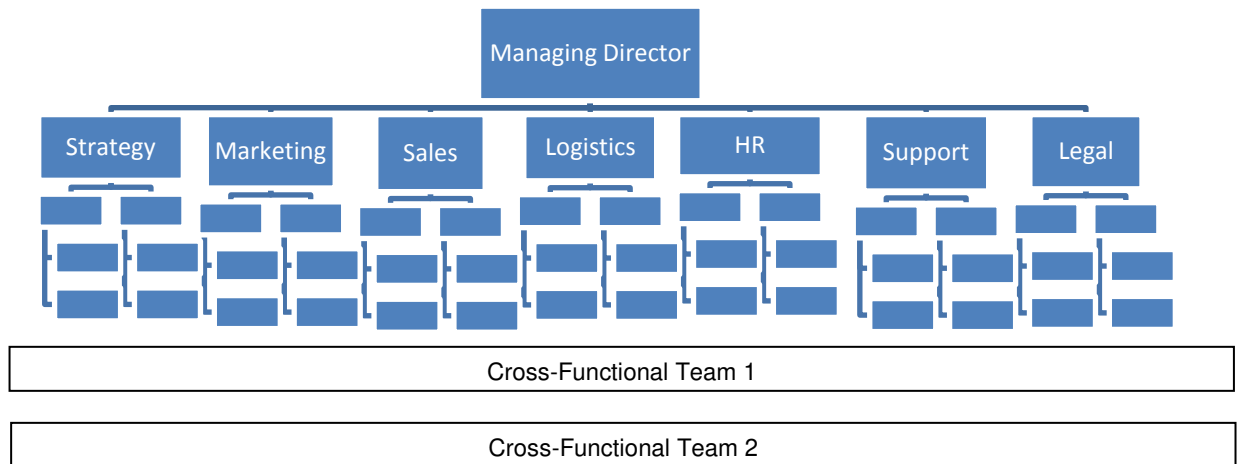 Managing Director
Strategy
Marketing
Sales
Logistics
HR
Support
Legal
Cross-Functional Team 1
Cross-Functional Team 2